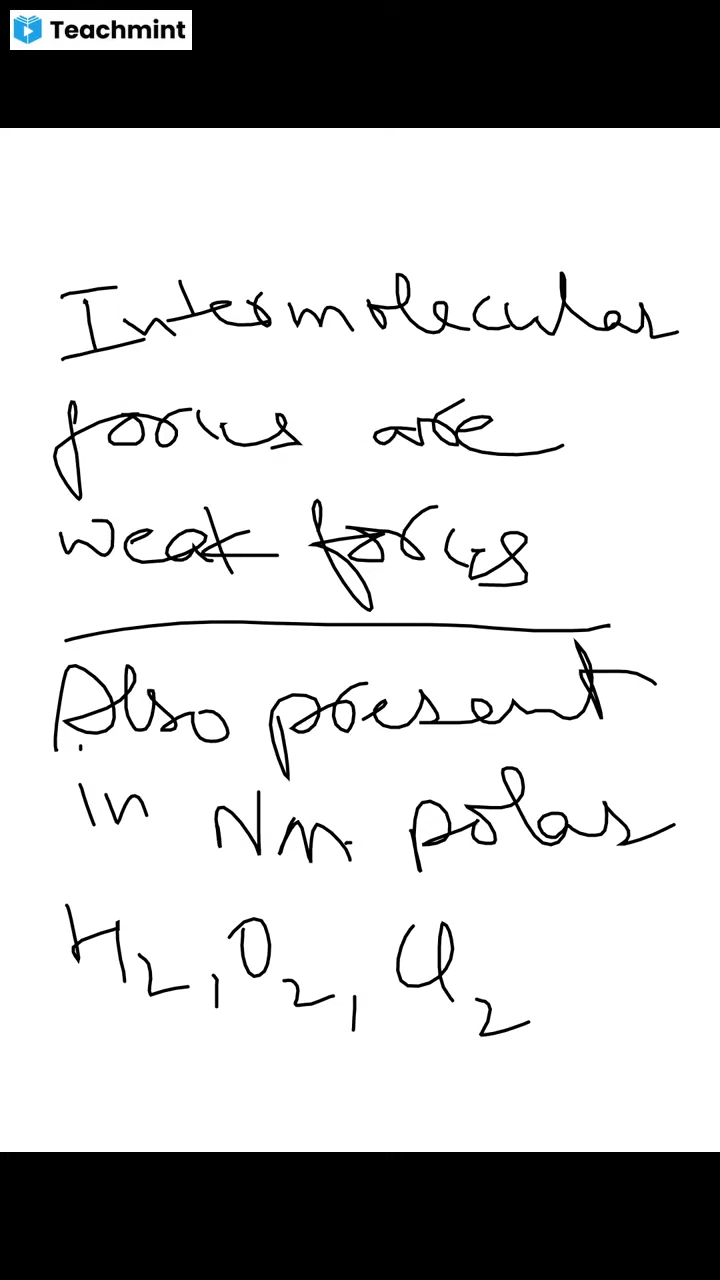 Teachmint
Intermolecular
forces are
weak forces
Also present
in Non polar
H₂, O₂, Cl₂